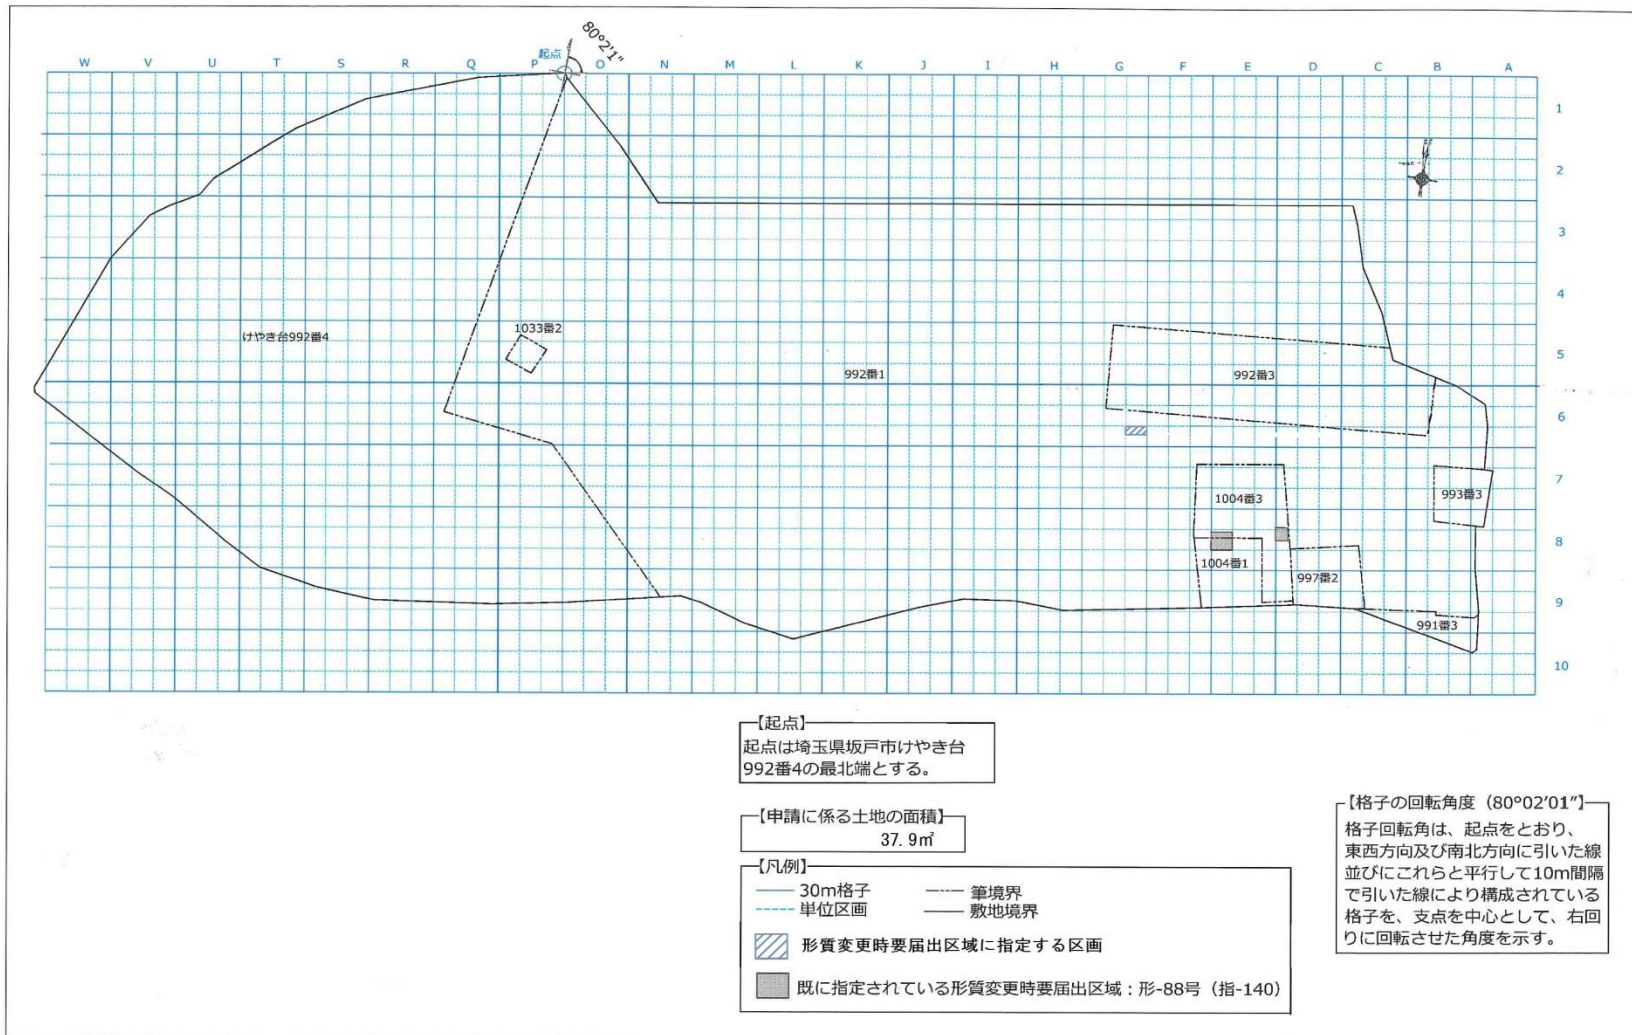 80°2'1"
起点
W V U T S R Q P O N M L K J I H G F E D C B A
1
2
3
4
1033番2
けやき台992番4
5
992番1
992番3
6
7
1004番3
993番3
8
1004番1
997番2
9
991番3
10
【起点】
起点は埼玉県坂戸市けやき台
992番4の最北端とする。
【申請に係る土地の面積】
37.9㎡
【凡例】
30m格子
筆境界
単位区画
敷地境界
形質変更時要届出区域に指定する区画
既に指定されている形質変更時要届出区域:形-88号(指-140)
【格子の回転角度(80°02'01")】
格子回転角は、起点をとおり、
東西方向及び南北方向に引いた線
並びにこれらと平行して10m間隔
で引いた線により構成されている
格子を、支点を中心として、右回
りに回転させた角度を示す。